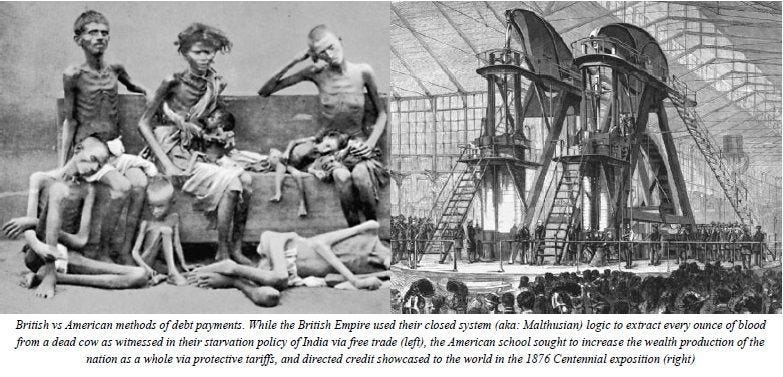 British vs American methods of debt payments. While the British Empire used their closed system (aka: Malthusian) logic to extract every ounce of blood
from a dead cow as witnessed in their starvation policy of India via free trade (left), the American school sought to increase the wealth production of the
nation as a whole via protective tariffs, and directed credit showcased to the world in the 1876 Centennial exposition (right)